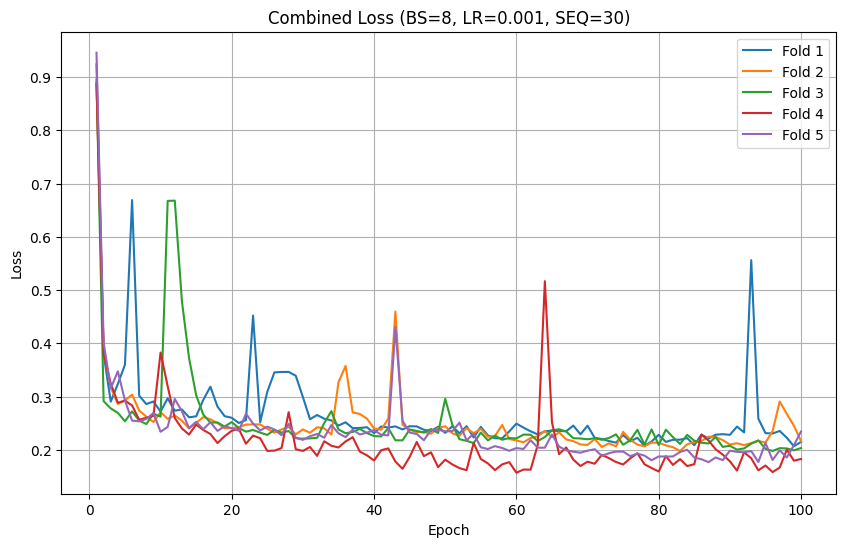 Combined Loss (BS=8, LR=0.001, SEQ=30)
Fold 1
Fold 2
Fold 3
Fold 4
Fold 5
Loss
0.9
0.8
0.7
0.6
0.5
0.4
0.3
0.2
0 20 40 60 80 100
Epoch